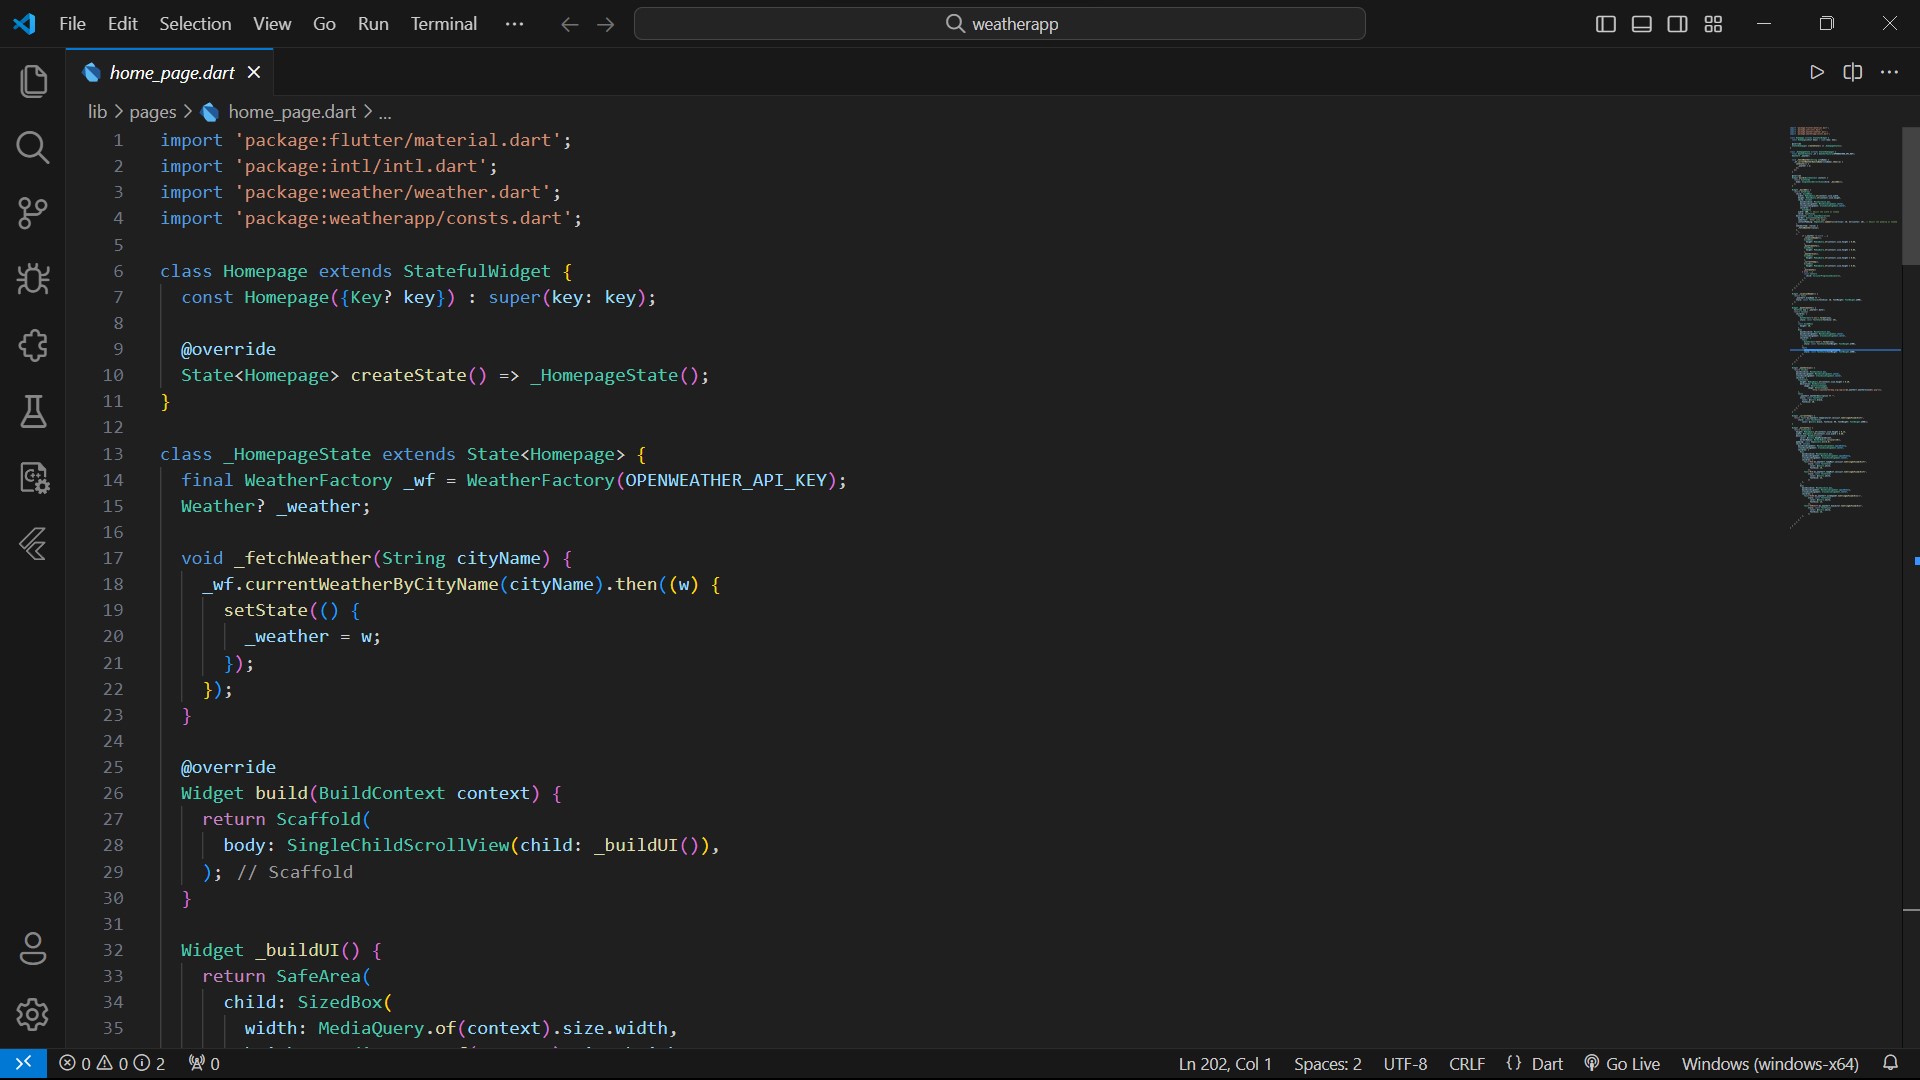 File Edit Selection View Go Run Terminal ··· weatherapp
home_page.dart
lib > pages > home_page.dart > ...
1 import 'package:flutter/material.dart';
2 import 'package:intl/intl.dart';
3 import 'package:weather/weather.dart';
4 import 'package:weatherapp/consts.dart';
5
6 class Homepage extends StatefulWidget {
7 const Homepage({Key? key}) : super(key: key);
8
9 @override
10 State<Homepage> createState() => _HomepageState();
11 }
12
13 class _HomepageState extends State<Homepage> {
14 final WeatherFactory _wf = WeatherFactory(OPENWEATHER_API_KEY);
15 Weather? _weather;
16
17 void _fetchWeather(String cityName) {
18 _wf.currentWeatherByCityName(cityName).then((w) {
19 setState(() {
20 _weather = w;
21 });
22 });
23 }
24
25 @override
26 Widget build(BuildContext context) {
27 return Scaffold(
28 body: SingleChildScrollView(child: _buildUI()),
29 ); // Scaffold
30 }
31
32 Widget _buildUI() {
33 return SafeArea(
34 child: SizedBox(
35 width: MediaQuery.of(context).size.width,
0 0 2 0 Ln 202, Col 1 Spaces: 2 UTF-8 CRLF {} Dart Go Live Windows (windows-x64)